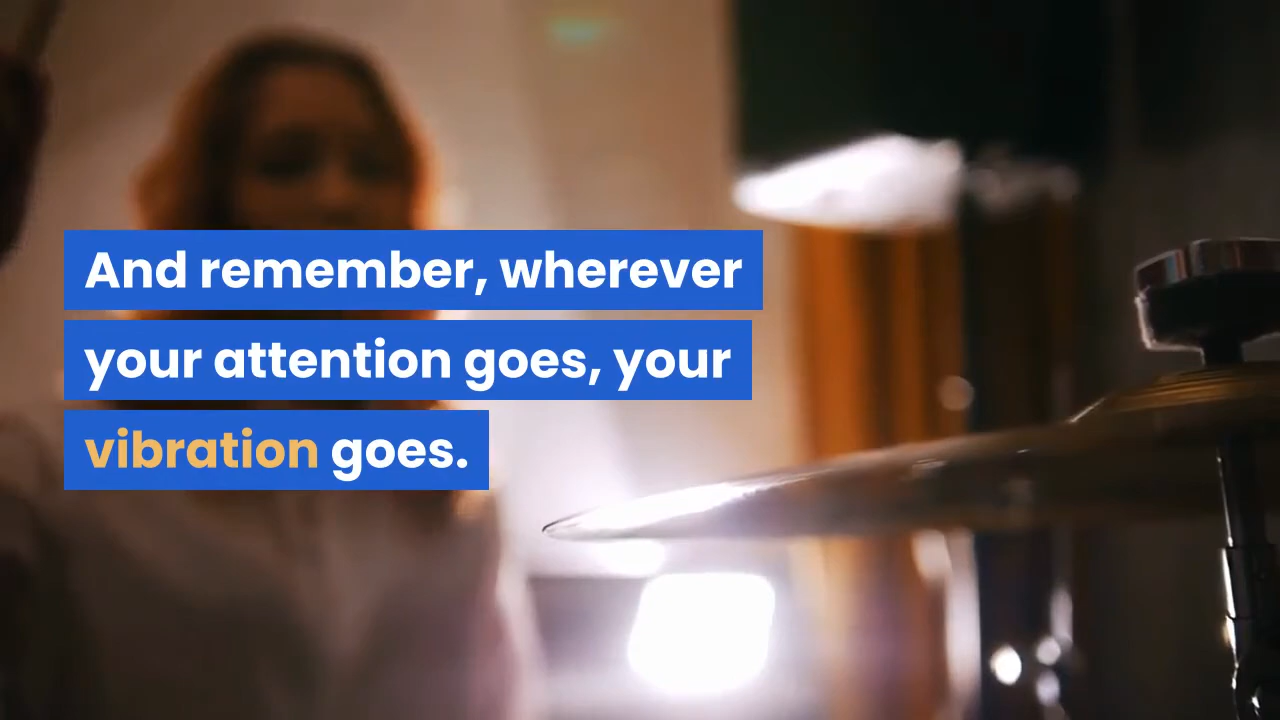 And remember, wherever
your attention goes, your
vibration goes.